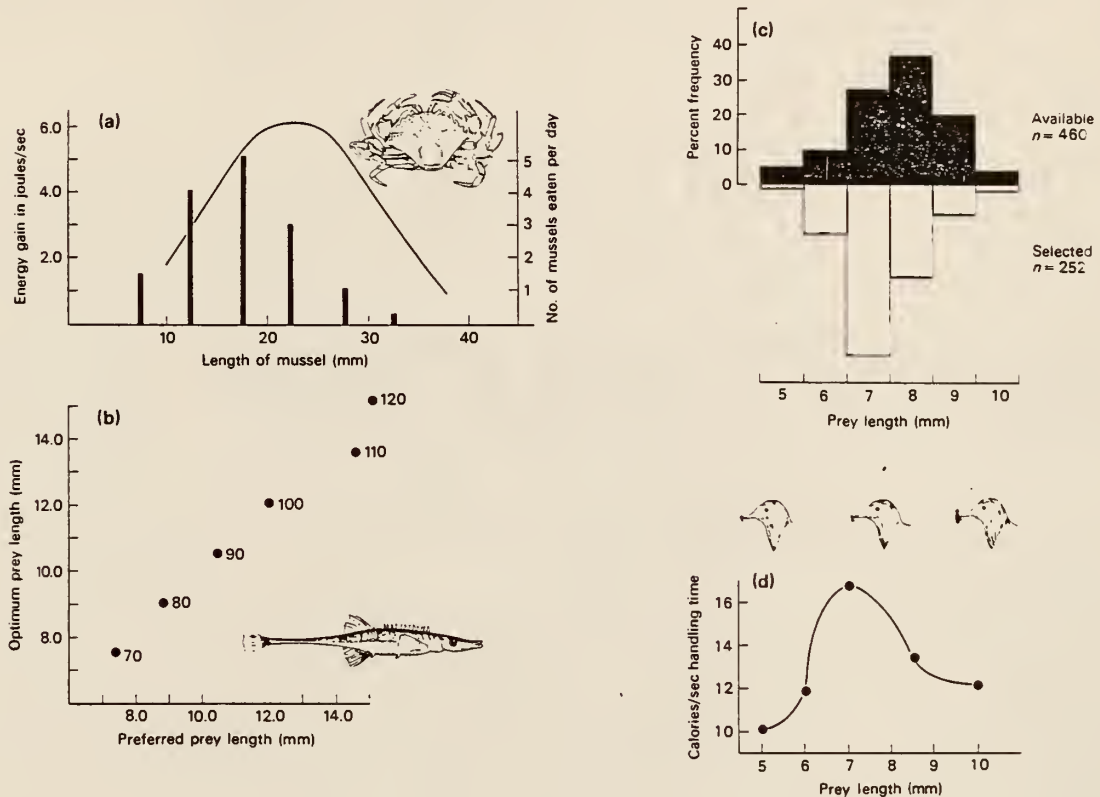 (a)
Energy gain in joules/sec
6.0
4.0
2.0
No. of mussels eaten per day
5
4
3
2
1
10 20 30 40
Length of mussel (mm)
(b)
Optimum prey length (mm)
14.0
12.0
10.0
8.0
120
110
100
90
80
70
8.0 10.0 12.0 14.0
Preferred prey length (mm)
(c)
Percent frequency
40
30
20
10
0
Available
n = 460
Selected
n = 252
5 6 7 8 9 10
Prey length (mm)
(d)
Calories/sec handling time
16
14
12
10
5 6 7 8 9 10
Prey length (mm)